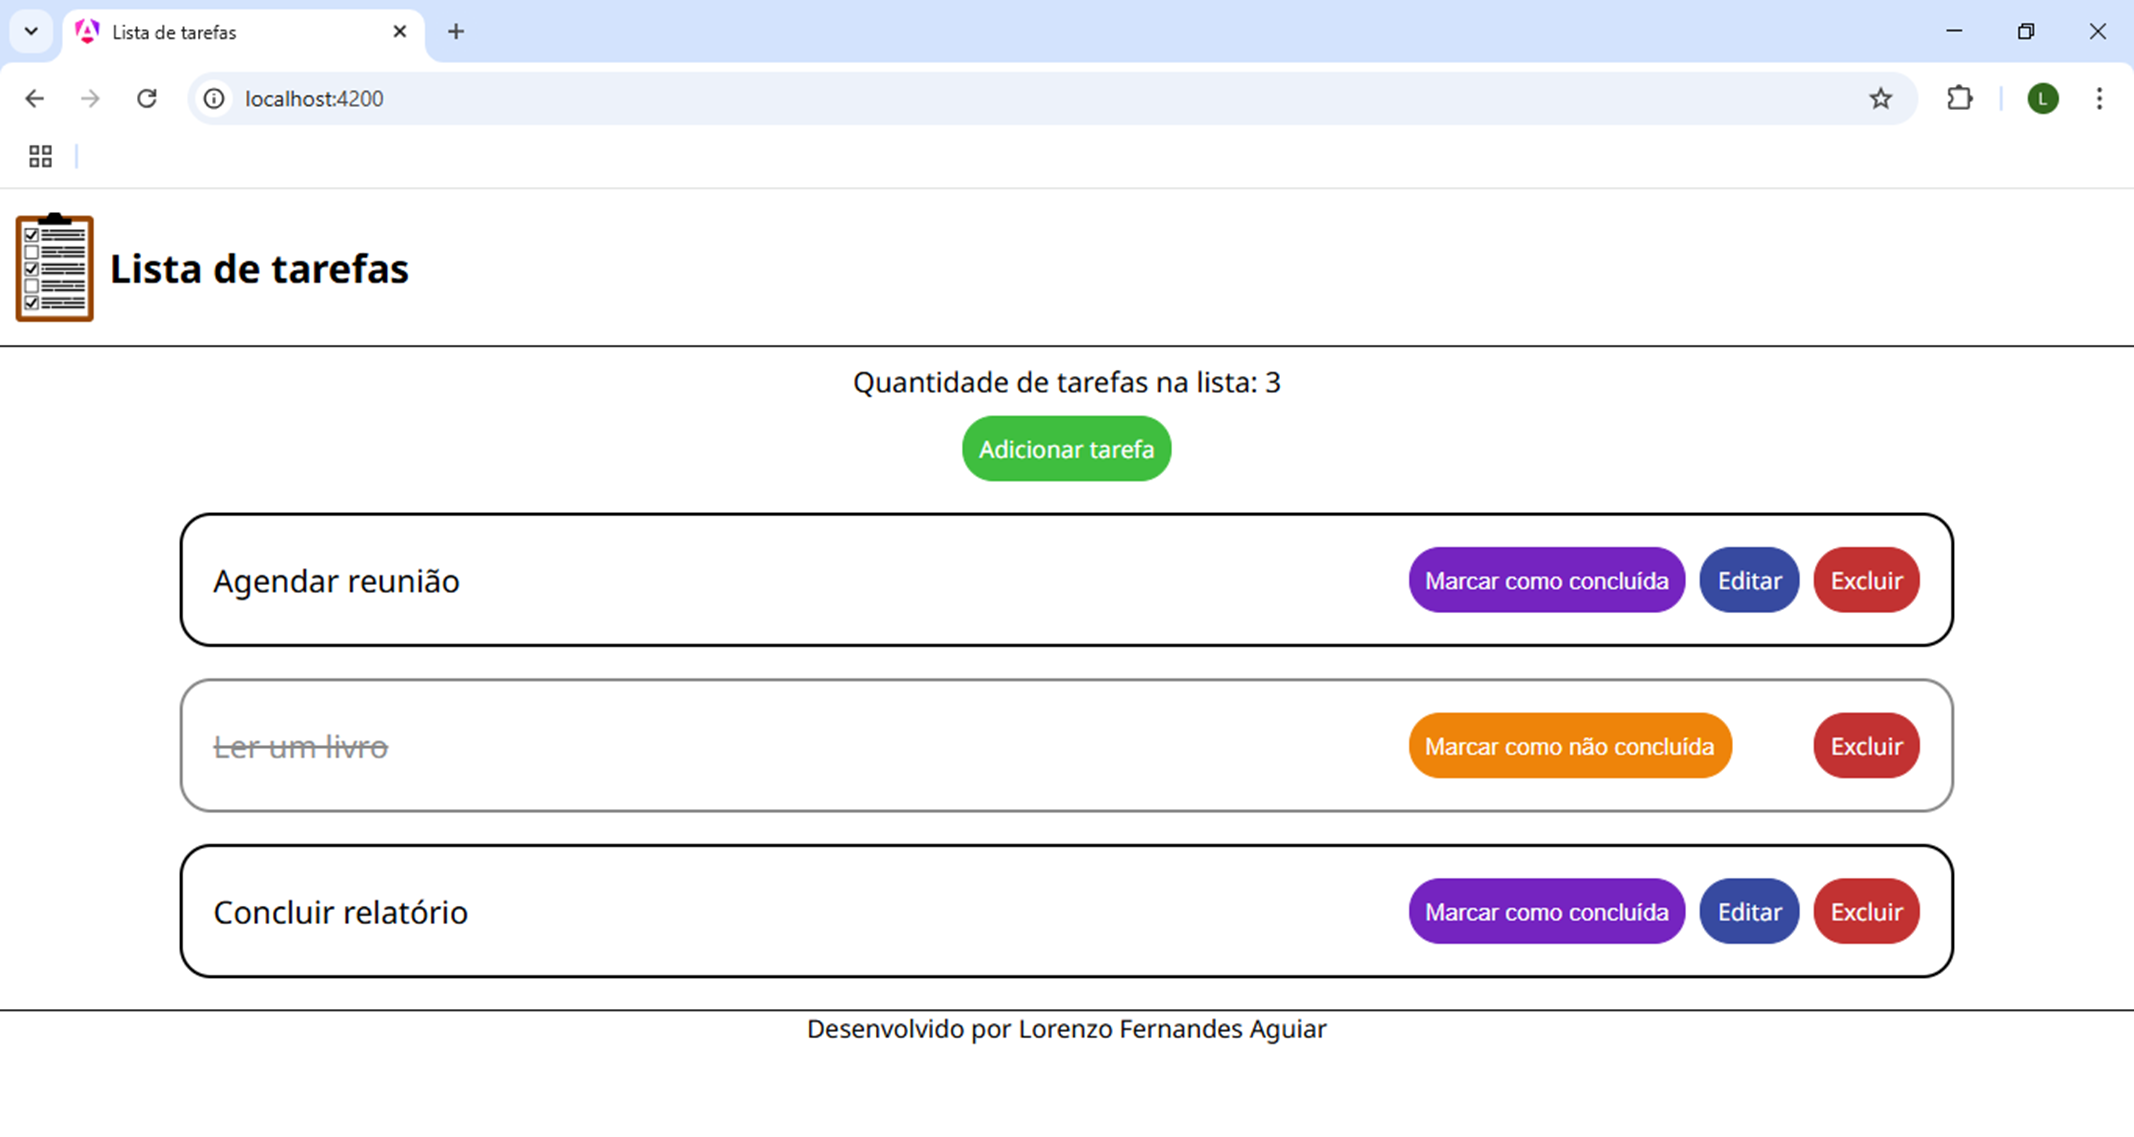 Lista de tarefas
localhost:4200
L
Lista de tarefas
Quantidade de tarefas na lista: 3
Adicionar tarefa
Agendar reunião Marcar como concluída Editar Excluir
Ler um livro Marcar como não concluída Excluir
Concluir relatório Marcar como concluída Editar Excluir
Desenvolvido por Lorenzo Fernandes Aguiar